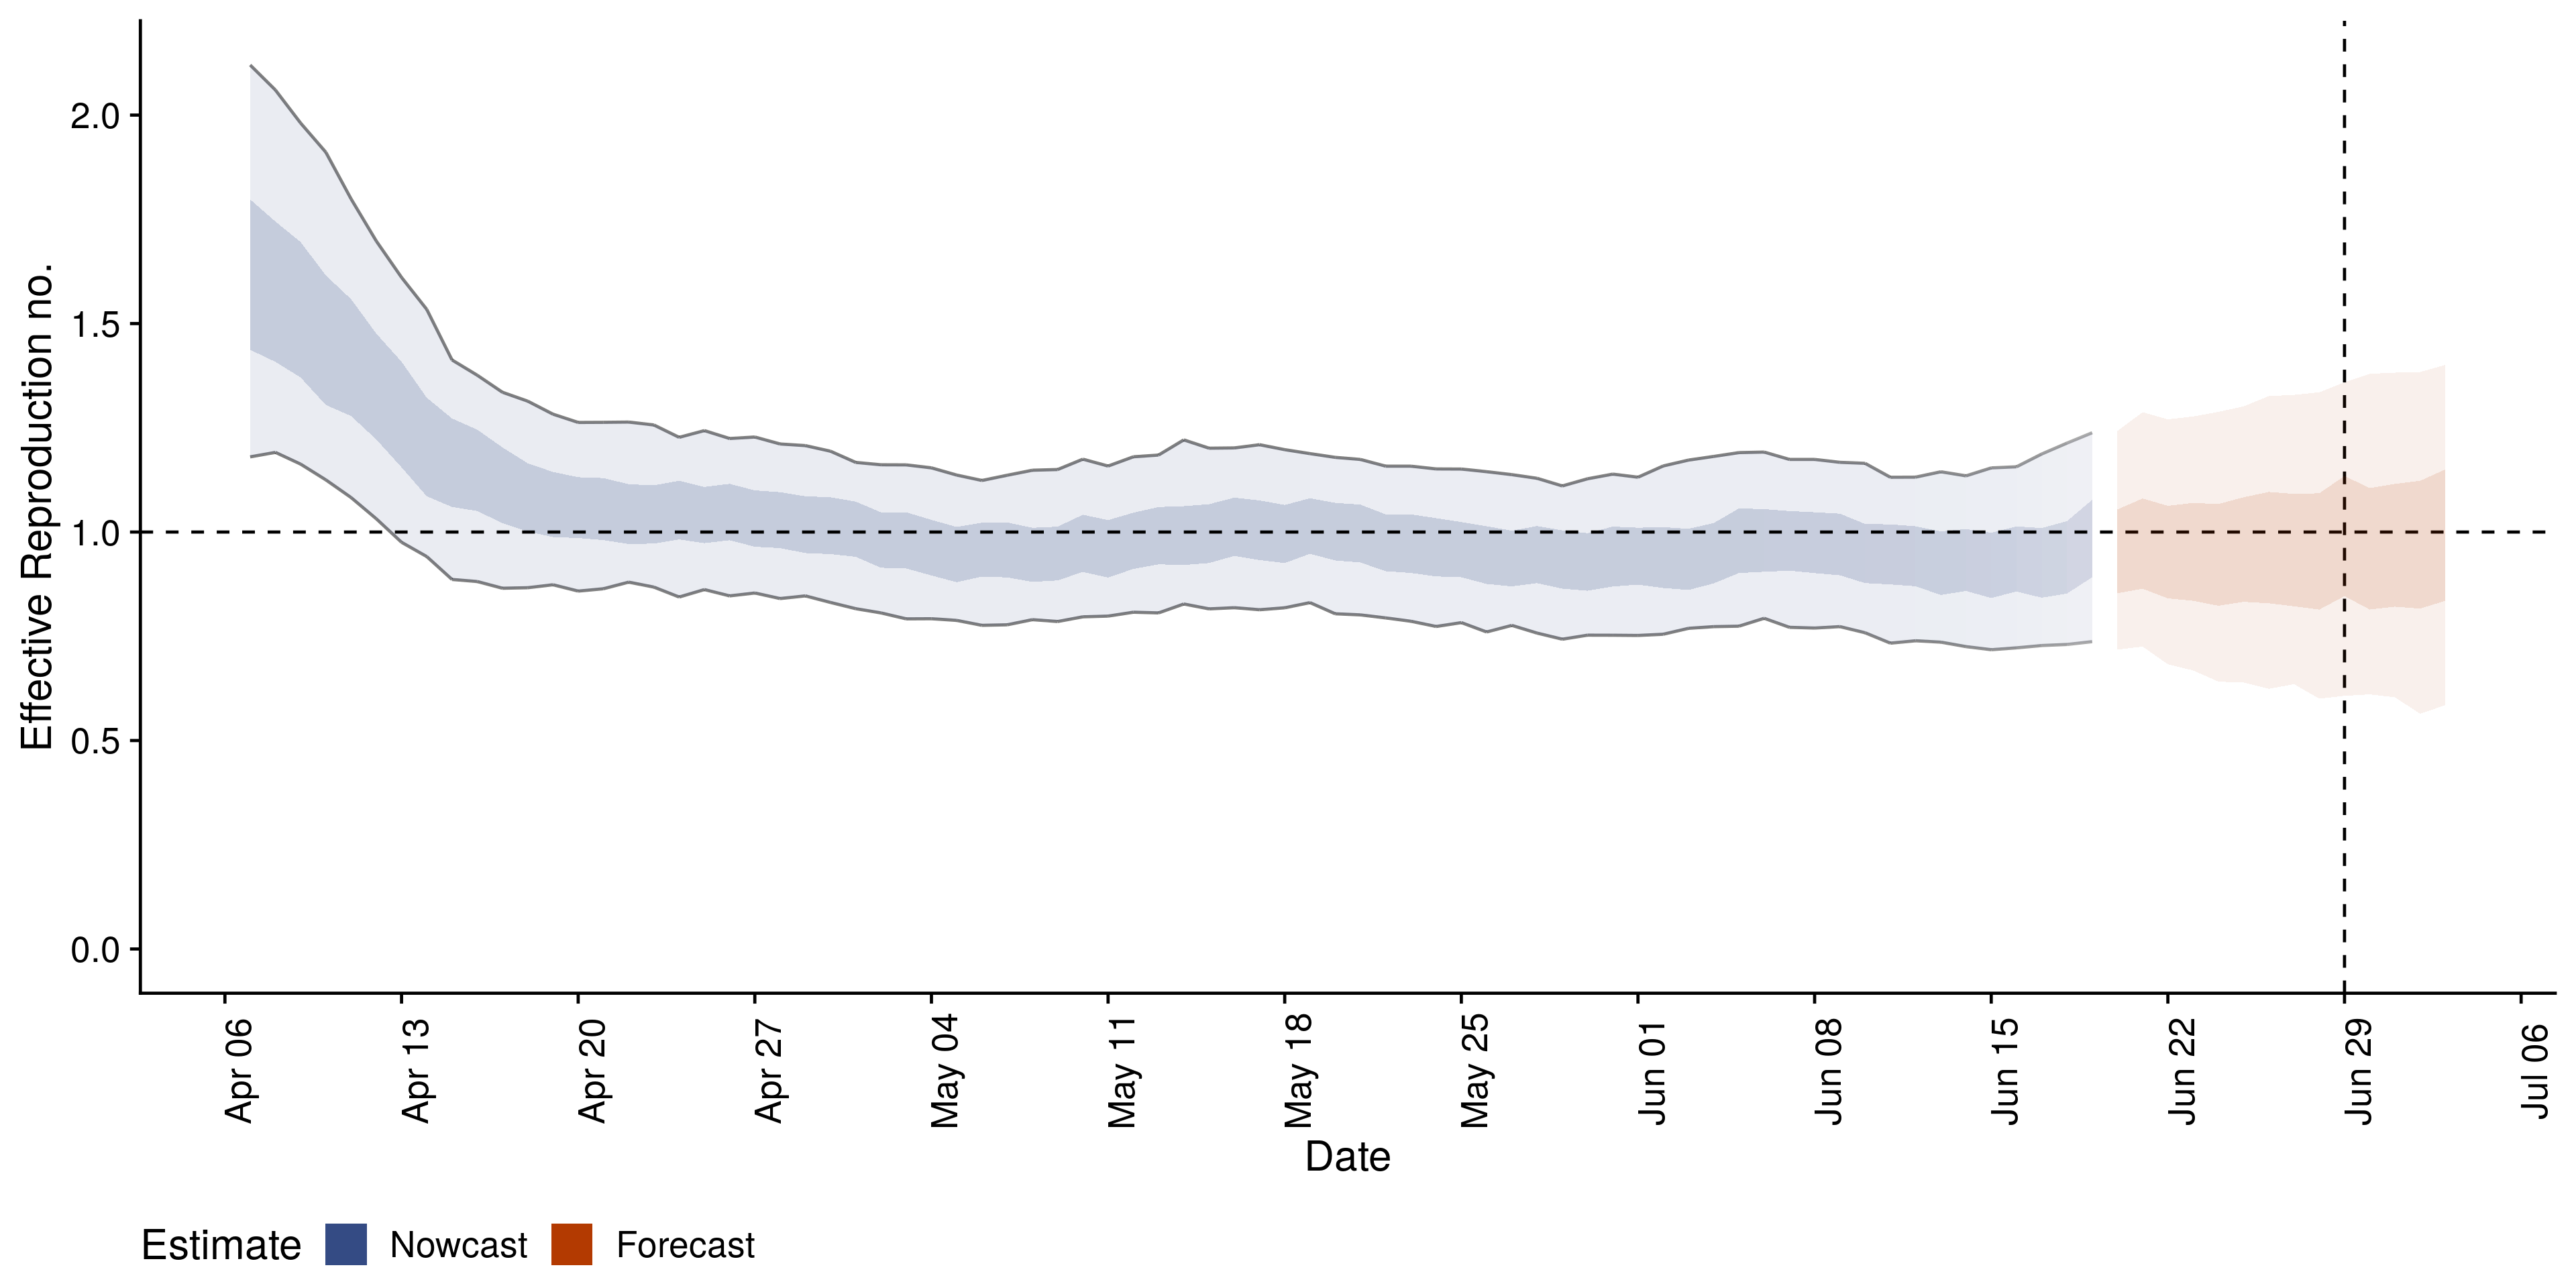 Effective Reproduction no.
2.0
1.5
1.0
0.5
0.0
Apr 06
Apr 13
Apr 20
Apr 27
May 04
May 11
May 18
May 25
Jun 01
Jun 08
Jun 15
Jun 22
Jun 29
Jul 06
Date
Estimate Nowcast Forecast